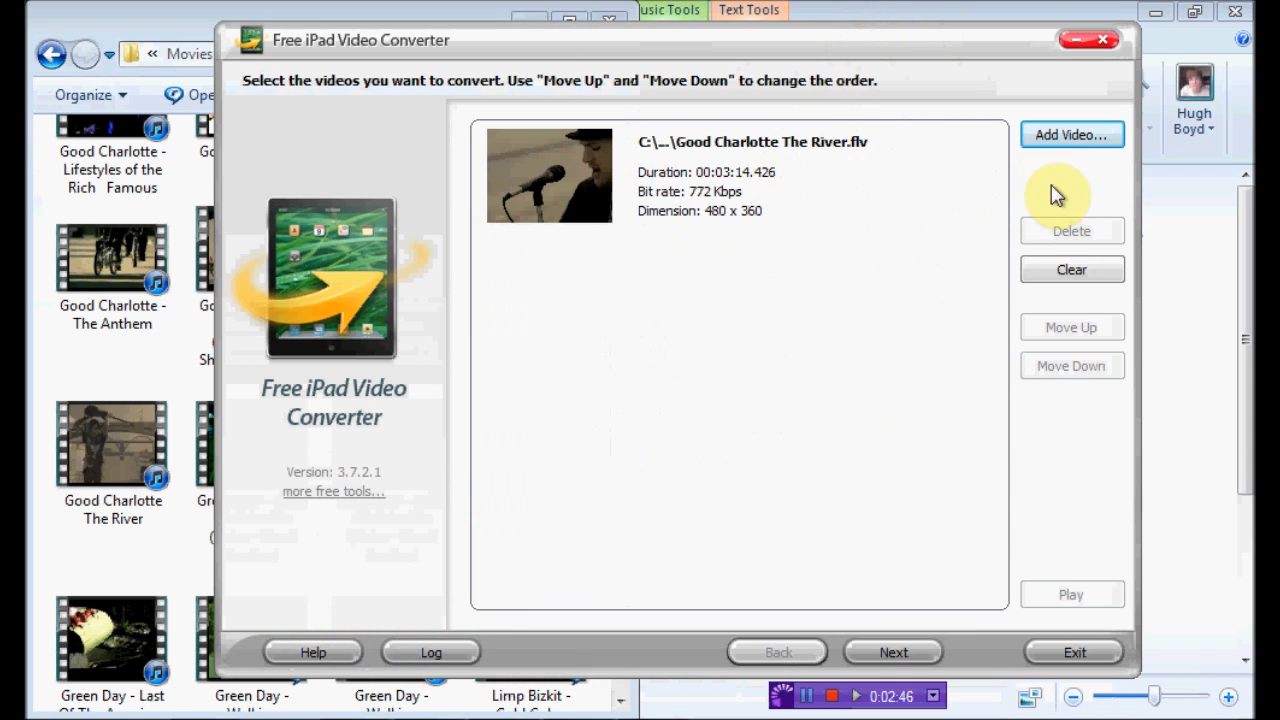 usic Tools
Text Tools
Free iPad Video Converter
« Movies
Select the videos you want to convert. Use "Move Up" and "Move Down" to change the order.
Organize
Ope
Hugh
Boyd
Good Charlotte -
Lifestyles of the
Rich Famous
Go
C:\...\Good Charlotte The River.flv
Duration: 00:03:14.426
Bit rate: 772 Kbps
Dimension: 480 x 360
Add Video...
Delete
Clear
Move Up
Move Down
Good Charlotte -
The Anthem
Go
Sh
Free iPad Video
Converter
Version: 3.7.2.1
more free tools...
Good Charlotte
The River
Gre
(
Play
Help
Log
Back
Next
Exit
Green Day - Last
Green Day -
Green Day -
Limp Bizkit -
0:02:46